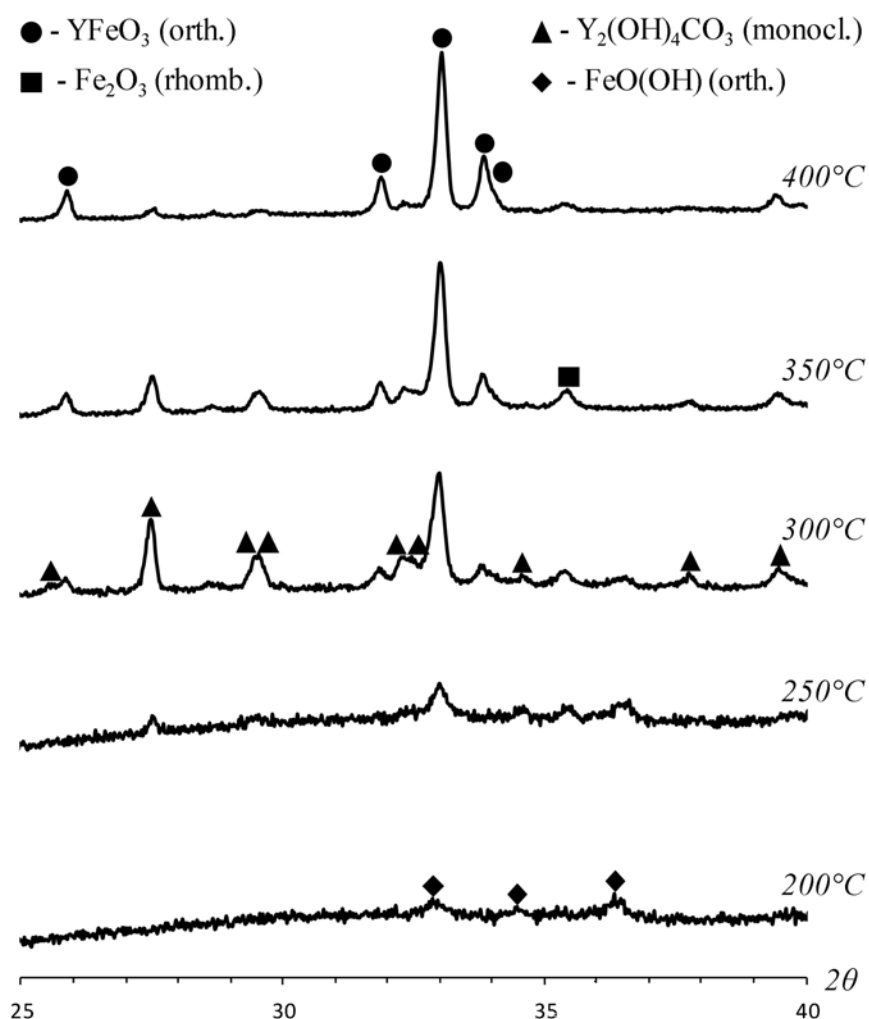 ● - YFeO₃ (orth.)
▲ - Y₂(OH)₄CO₃ (monocl.)
■ - Fe₂O₃ (rhomb.)
◆ - FeO(OH) (orth.)
400°C
350°C
300°C
250°C
200°C
2θ
25 30 35 40